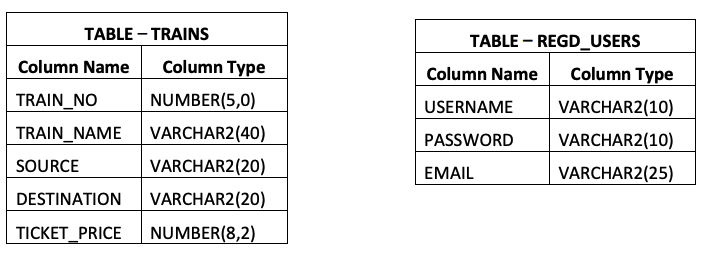 TABLE – TRAINS
Column Name Column Type
TRAIN_NO NUMBER(5,0)
TRAIN_NAME VARCHAR2(40)
SOURCE VARCHAR2(20)
DESTINATION VARCHAR2(20)
TICKET_PRICE NUMBER(8,2)
TABLE – REGD_USERS
Column Name Column Type
USERNAME VARCHAR2(10)
PASSWORD VARCHAR2(10)
EMAIL VARCHAR2(25)